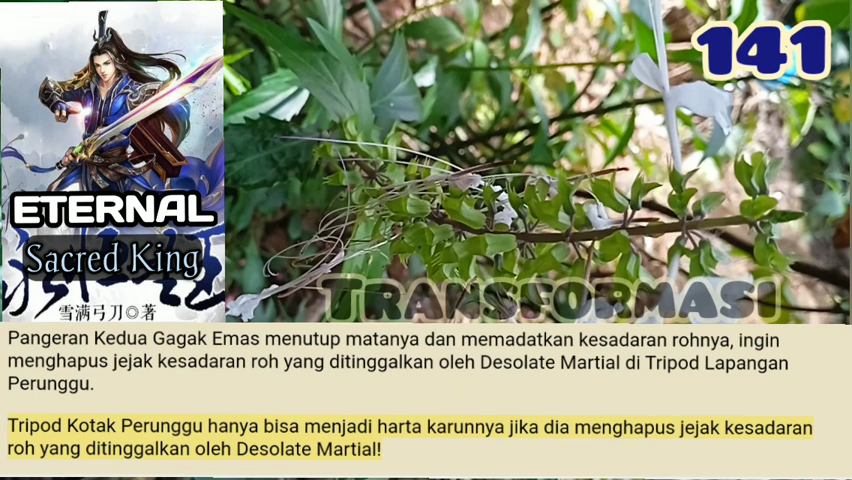 141
ETERNAL
Sacred King
雪满弓刀◎著
TRANSFORMASI
Pangeran Kedua Gagak Emas menutup matanya dan memadatkan kesadaran rohnya, ingin
menghapus jejak kesadaran roh yang ditinggalkan oleh Desolate Martial di Tripod Lapangan
Perunggu.
Tripod Kotak Perunggu hanya bisa menjadi harta karunnya jika dia menghapus jejak kesadaran
roh yang ditinggalkan oleh Desolate Martial!